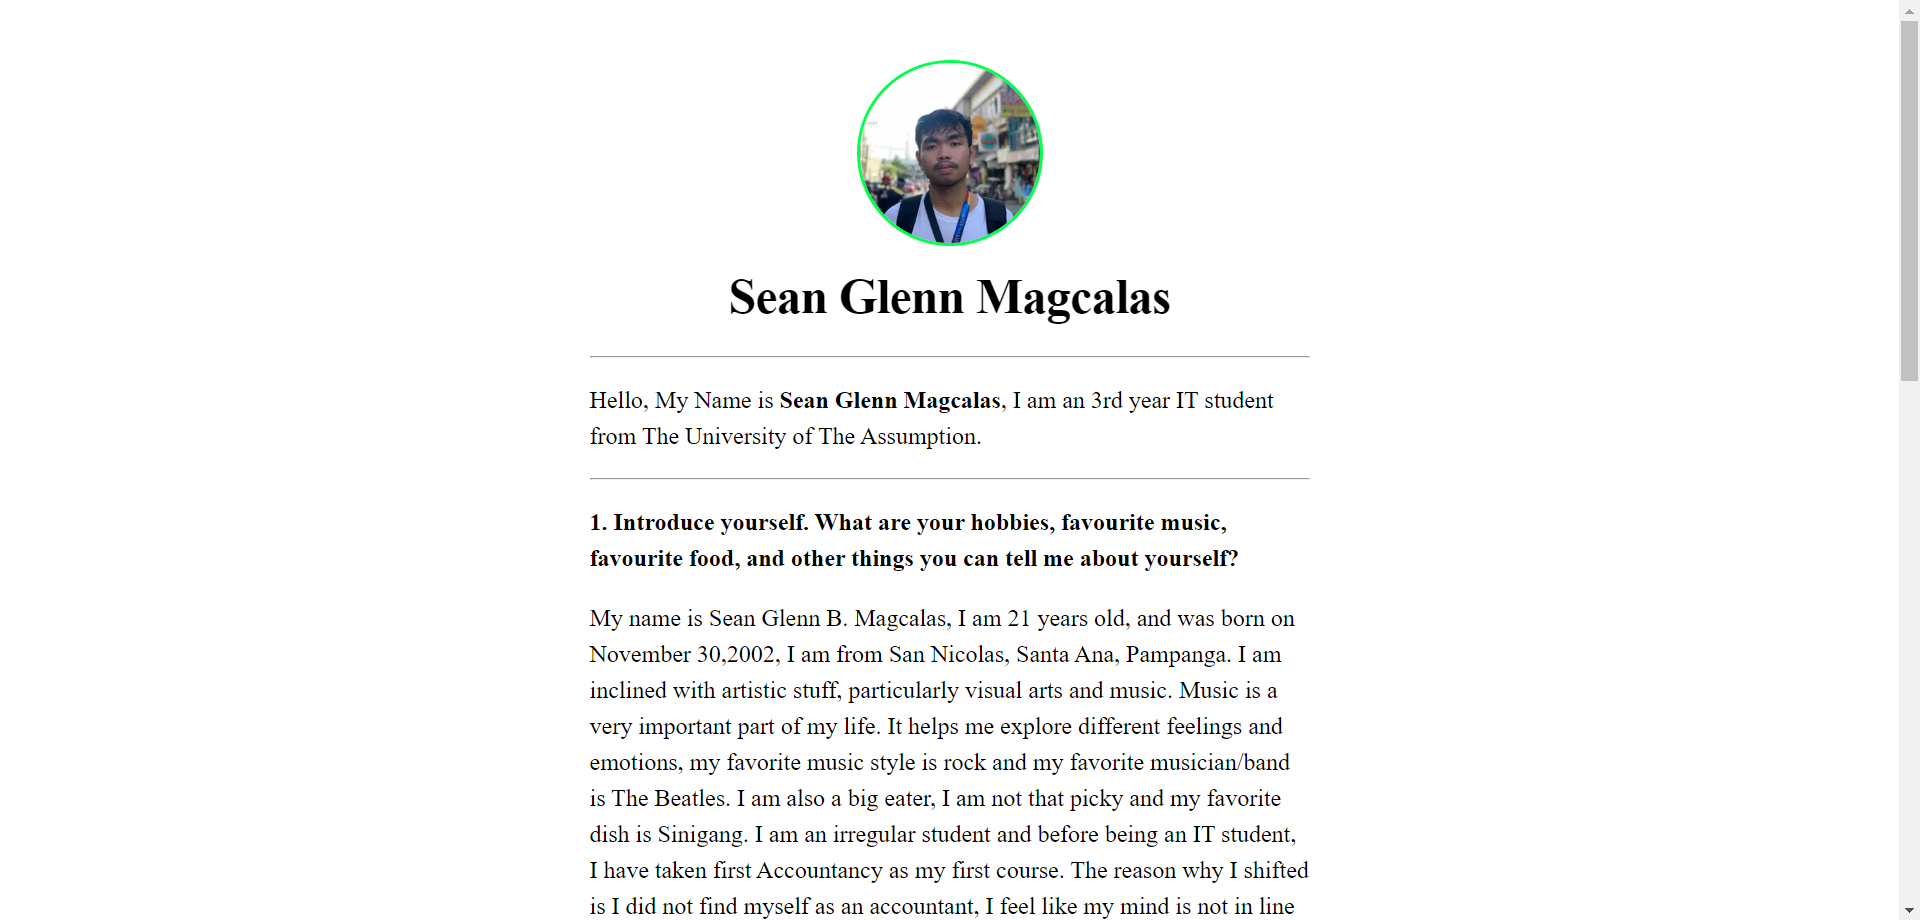 Sean Glenn Magcalas
Hello, My Name is Sean Glenn Magcalas, I am an 3rd year IT student
from The University of The Assumption.
1. Introduce yourself. What are your hobbies, favourite music,
favourite food, and other things you can tell me about yourself?
My name is Sean Glenn B. Magcalas, I am 21 years old, and was born on
November 30,2002, I am from San Nicolas, Santa Ana, Pampanga. I am
inclined with artistic stuff, particularly visual arts and music. Music is a
very important part of my life. It helps me explore different feelings and
emotions, my favorite music style is rock and my favorite musician/band
is The Beatles. I am also a big eater, I am not that picky and my favorite
dish is Sinigang. I am an irregular student and before being an IT student,
I have taken first Accountancy as my first course. The reason why I shifted
is I did not find myself as an accountant, I feel like my mind is not in line